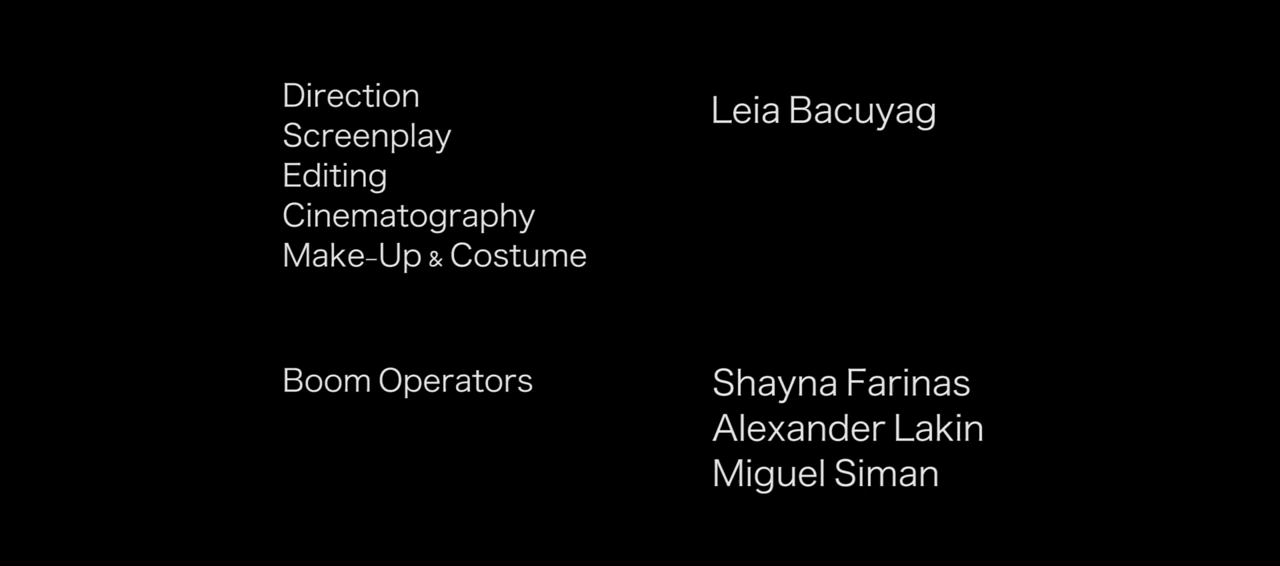 Direction
Screenplay
Editing
Cinematography
Make-Up & Costume
Leia Bacuyag
Boom Operators
Shayna Farinas
Alexander Lakin
Miguel Siman